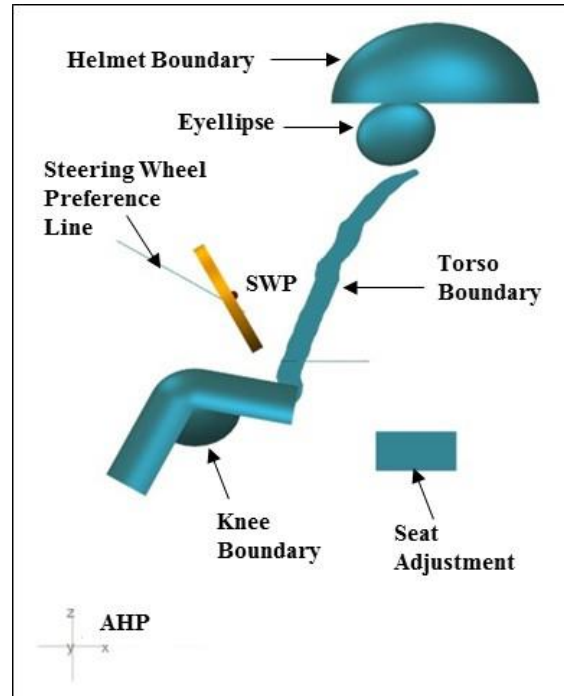 Helmet Boundary
Eyellipse
Steering Wheel
Preference
Line
SWP
Torso
Boundary
Knee
Boundary
Seat
Adjustment
z
AHP
y
x